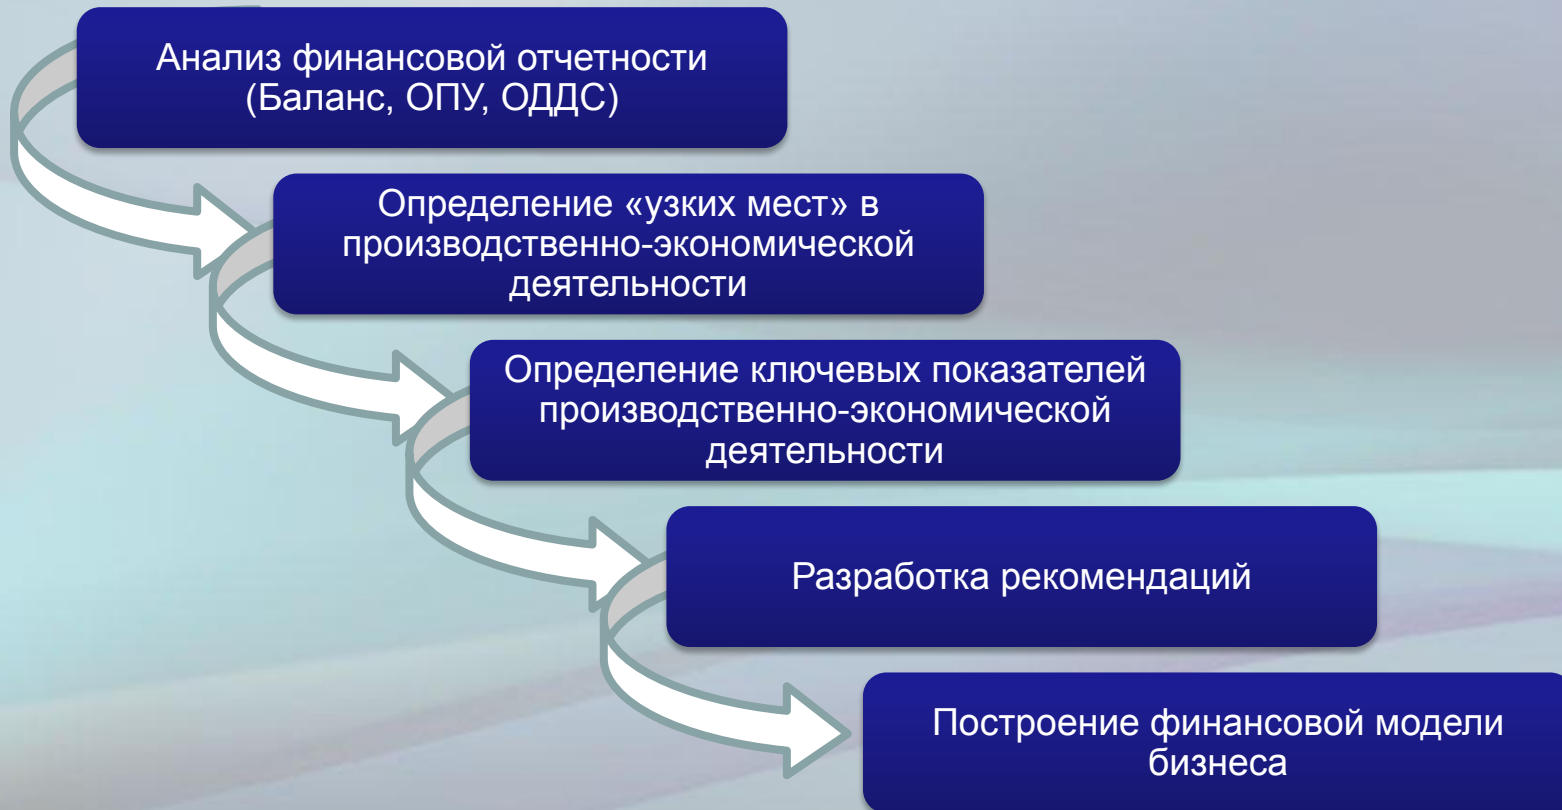 Анализ финансовой отчетности
(Баланс, ОПУ, ОДДС)
Определение «узких мест» в
производственно-экономической
деятельности
Определение ключевых показателей
производственно-экономической
деятельности
Разработка рекомендаций
Построение финансовой модели
бизнеса